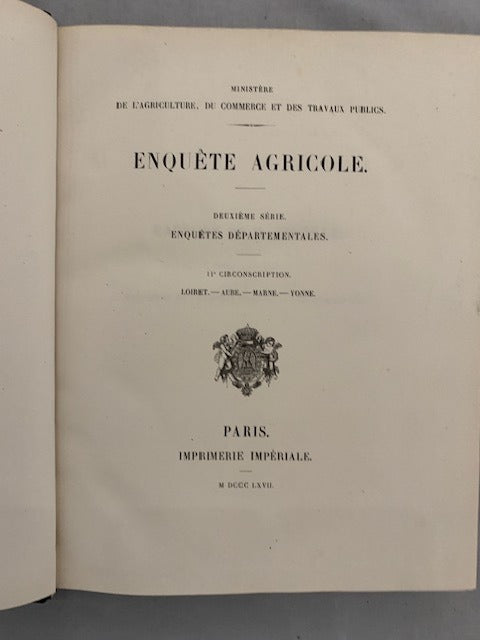 MINISTÈRE
DE L'AGRICULTURE, DU COMMERCE ET DES TRAVAUX PUBLICS.
ENQUÊTE AGRICOLE.
DEUXIÈME SÉRIE.
ENQUÊTES DÉPARTEMENTALES.
11e CIRCONSCRIPTION.
LOIRET.—AUBE.—MARNE.—YONNE.
PARIS.
IMPRIMERIE IMPÉRIALE.
M DCCC LXVII.